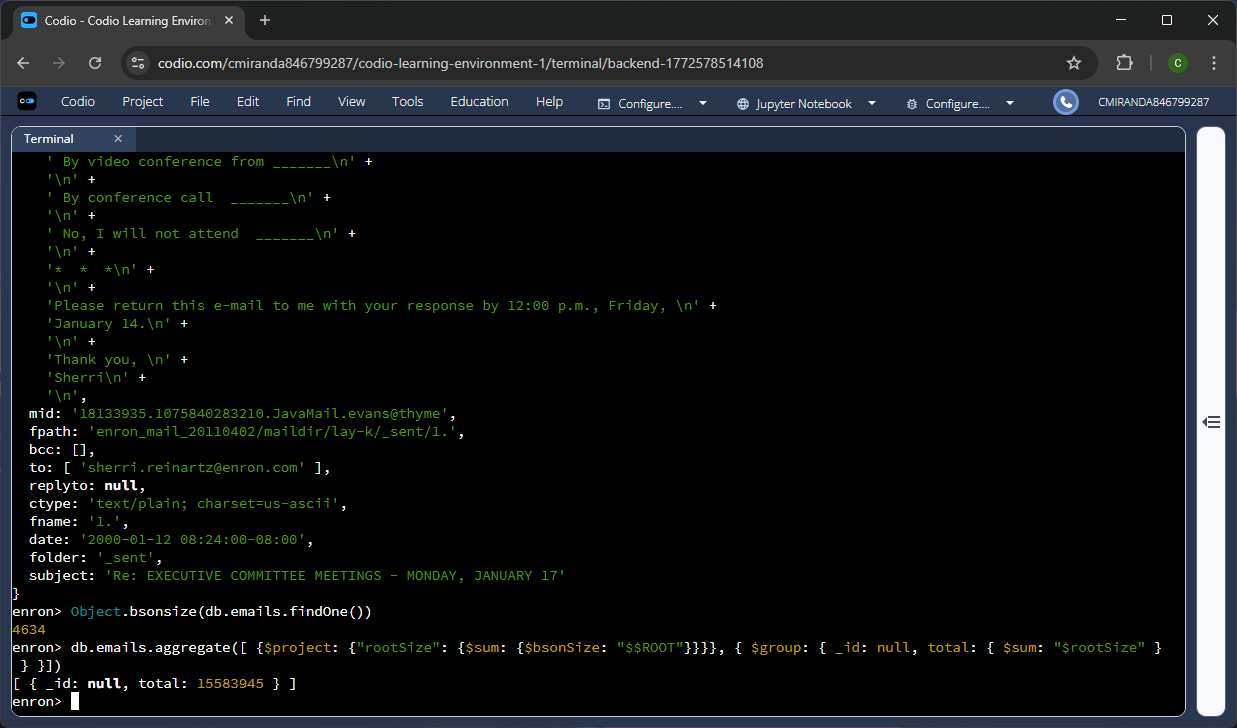 Codio - Codio Learning Environ
codio.com/cmiranda846799287/codio-learning-environment-1/terminal/backend-1772578514108
C
Codio Project File Edit Find View Tools Education Help Configure.... Jupyter Notebook Configure.... CMIRANDA846799287
Terminal
' By video conference from _______\n' +
'\n' +
' By conference call  _______\n' +
'\n' +
' No, I will not attend  _______\n' +
'\n' +
'*  *  *\n' +
'\n' +
'Please return this e-mail to me with your response by 12:00 p.m., Friday, \n' +
'January 14.\n' +
'\n' +
'Thank you, \n' +
'Sherri\n' +
'\n',
mid: '18133935.1075840283210.JavaMail.evans@thyme',
fpath: 'enron_mail_20110402/maildir/lay-k/_sent/1.',
bcc: [],
to: [ 'sherri.reinartz@enron.com' ],
replyto: null,
ctype: 'text/plain; charset=us-ascii',
fname: '1.',
date: '2000-01-12 08:24:00-08:00',
folder: '_sent',
subject: 'Re: EXECUTIVE COMMITTEE MEETINGS - MONDAY, JANUARY 17'
}
enron> Object.bsonsize(db.emails.findOne())
4634
enron> db.emails.aggregate([ {$project: {"rootSize": {$sum: {$bsonSize: "$$ROOT"}}}}, { $group: { _id: null, total: { $sum: "$rootSize" }
} }])
[ { _id: null, total: 15583945 } ]
enron>